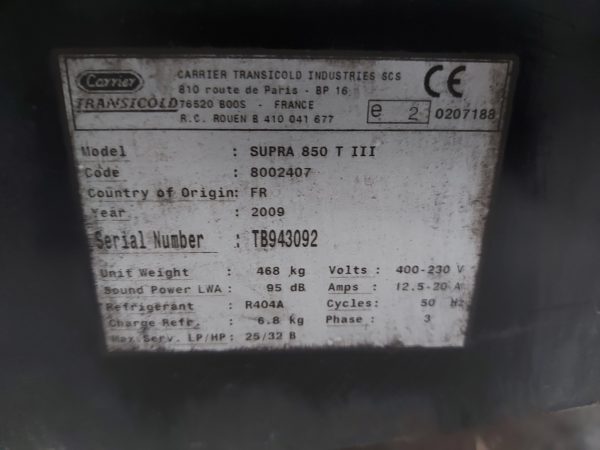 Carrier
TRANSICOLD
CARRIER TRANSICOLD INDUSTRIES SCS
810 route de Paris - BP 16
76520 BOOS - FRANCE
R.C. ROUEN B 410 041 677
CE
e 2 0207188
Model : SUPRA 850 T III
Code : 8002407
Country of Origin: FR
Year : 2009
Serial Number : TB943092
Unit Weight : 468 kg Volts : 400-230 V
Sound Power LWA : 95 dB Amps : 12.5-20 A
Refrigerant : R404A Cycles: 50 Hz
Charge Refr. : 6.8 kg Phase : 3
Max Serv. LP/HP: 25/32 B